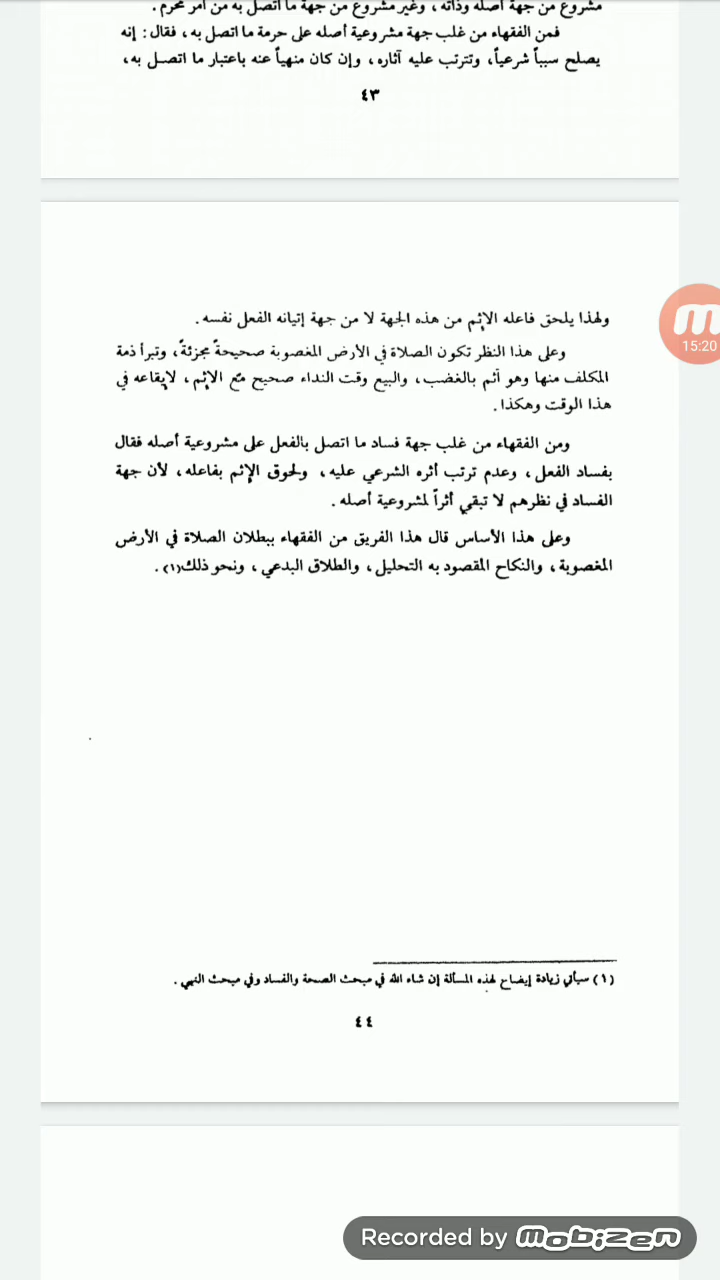 مشروع من جهة أصله وذاته ، وغير مشروع من جهة ما اتصل به من أمر محرم .
فمن الفقهاء من غلب جهة مشروعية أصله على حرمة ما اتصل به ، فقال : إنه
يصلح سبباً شرعياً، وتترتب عليه آثاره ، وإن كان منهياً عنه باعتبار ما اتصل به ،
٤٣
ولهذا يلحق فاعله الإثم من هذه الجهة لا من جهة إتيانه الفعل نفسه .
وعلى هذا النظر تكون الصلاة في الأرض المغصوبة صحيحةً مجزئةً ، وتبرأ ذمة
المكلف منها وهو آثم بالغضب ، والبيع وقت النداء صحيح مع الإثم ، لإيقاعه في
هذا الوقت وهكذا .
ومن الفقهاء من غلب جهة فساد ما اتصل بالفعل على مشروعية أصله فقال
بفساد الفعل ، وعدم ترتب أثره الشرعي عليه ، ولحوق الإثم بفاعله ، لأن جهة
الفساد في نظرهم لا تبقي أثراً لمشروعية أصله .
وعلى هذا الأساس قال هذا الفريق من الفقهاء ببطلان الصلاة في الأرض
المغصوبة ، والنكاح المقصود به التحليل ، والطلاق البدعي ، ونحو ذلك(١) .
(١) سيأتي زيادة إيضاح لهذه المسألة إن شاء الله في مبحث الصحة والفساد وفي مبحث النهي .
٤٤
15:20
Recorded by mobizen